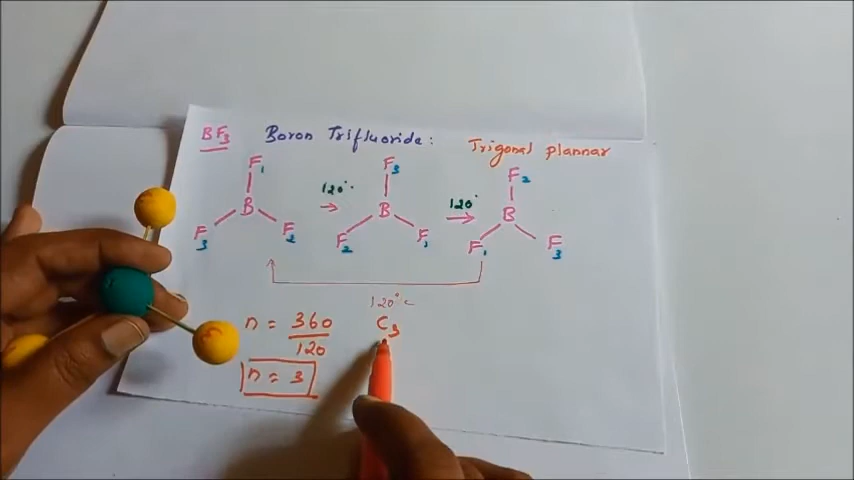 BF3 Boron Trifluoride: Trigonal plannar
F1 F3 F2
120° 120°
B B B
F3 F2 F2 F1 F1 F3
120° c
n = 360 C3
120
n = 3